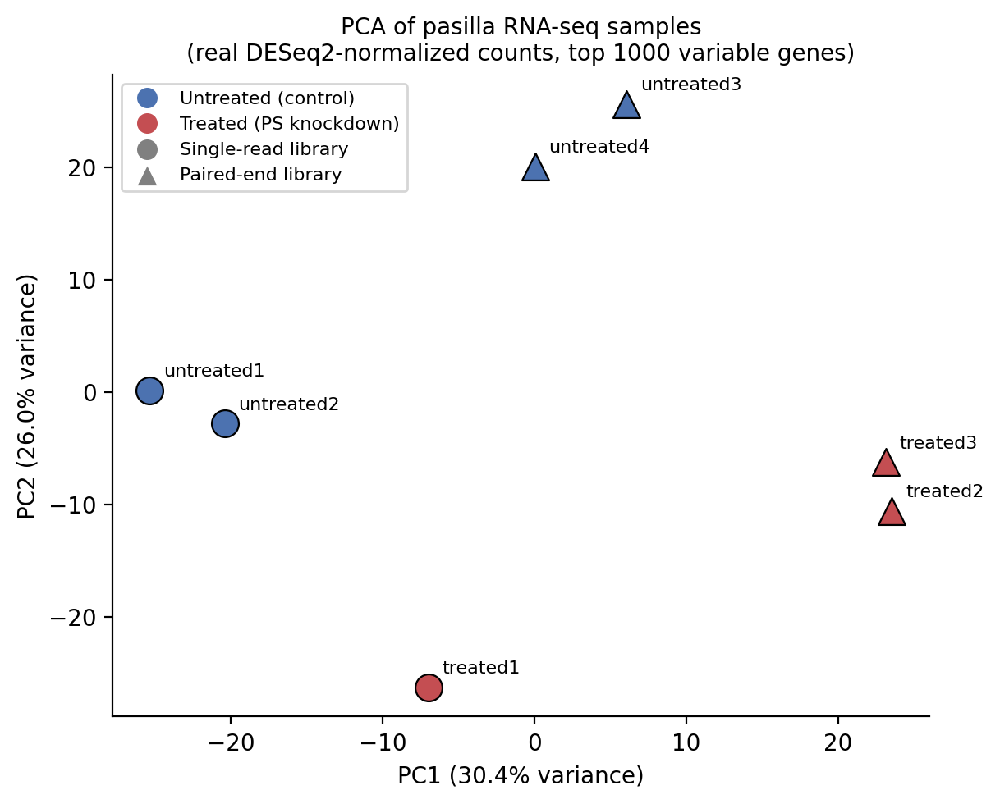 PCA of pasilla RNA-seq samples
(real DESeq2-normalized counts, top 1000 variable genes)
Untreated (control)
Treated (PS knockdown)
Single-read library
Paired-end library
untreated3
untreated4
untreated1
untreated2
treated3
treated2
treated1
PC2 (26.0% variance)
20
10
0
−10
−20
−20
−10
0
10
20
PC1 (30.4% variance)